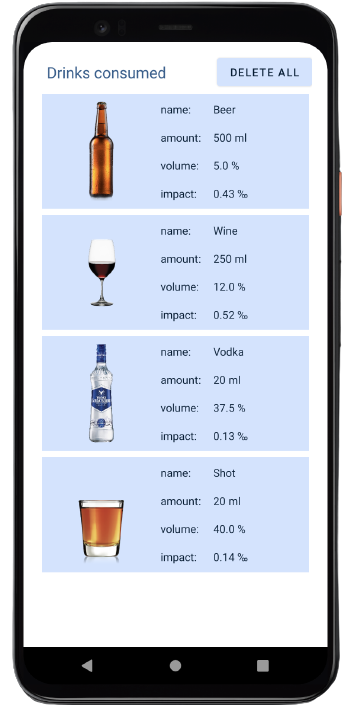 Drinks consumed DELETE ALL
name: Beer
amount: 500 ml
volume: 5.0 %
impact: 0.43 ‰
name: Wine
amount: 250 ml
volume: 12.0 %
impact: 0.52 ‰
name: Vodka
amount: 20 ml
volume: 37.5 %
impact: 0.13 ‰
name: Shot
amount: 20 ml
volume: 40.0 %
impact: 0.14 ‰